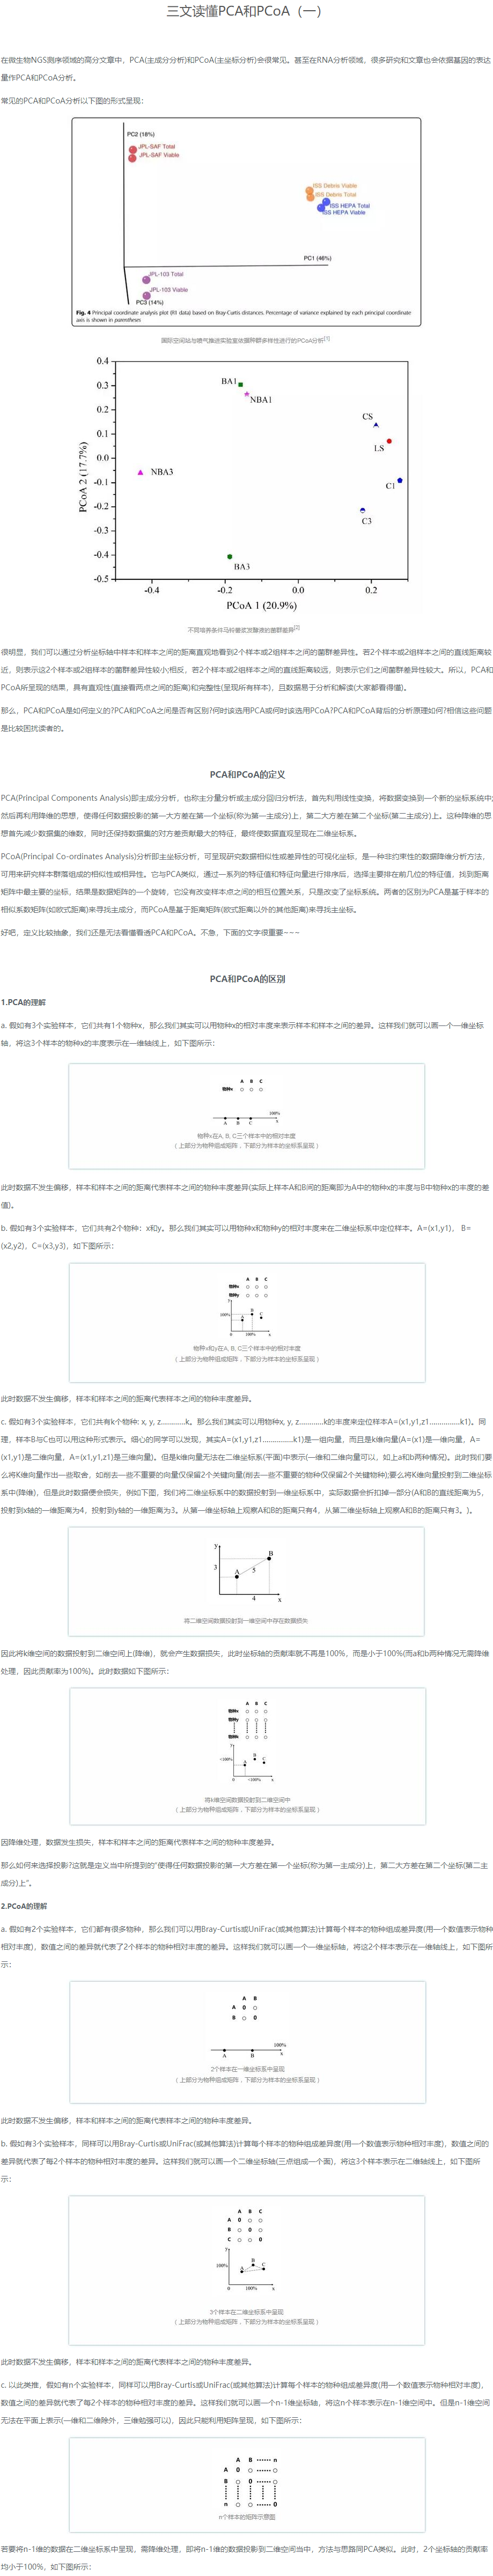 三文读懂PCA和PCoA（一）
在微生物NGS测序领域的高分文章中，PCA(主成分分析)和PCoA(主坐标分析)会很常见。甚至在RNA分析领域，很多研究和文章也会依据基因的表达
量作PCA和PCoA分析。
常见的PCA和PCoA分析以下图的形式呈现：
PC2 (18%)
JPL-SAF Total
JPL-SAF Viable
ISS Debris Viable
ISS Debris Total
ISS HEPA Total
ISS HEPA Viable
PC1 (46%)
JPL-103 Total
JPL-103 Viable
PC3 (14%)
Fig. 4 Principal coordinate analysis plot (R1 data) based on Bray-Curtis distances. Percentage of variance explained by each principal coordinate
axis is shown in parentheses
国际空间站与喷气推进实验室依据种群多样性进行的PCoA分析[1]
0.4
0.3
0.2
0.1
0.0
-0.1
-0.2
-0.3
-0.4
-0.5
PCoA 2 (17.7%)
BA1
NBA1
CS
LS
NBA3
C1
C3
BA3
-0.4
-0.2
0.0
0.2
PCoA 1 (20.9%)
不同培养条件马铃薯浆发酵液的菌群差异[2]
很明显，我们可以通过分析坐标轴中样本和样本之间的距离直观地看到2个样本或2组样本之间的菌群差异性。若2个样本或2组样本之间的直线距离较
近，则表示这2个样本或2组样本的菌群差异性较小;相反，若2个样本或2组样本之间的直线距离较远，则表示它们之间菌群差异性较大。所以，PCA和
PCoA所呈现的结果，具有直观性(直接看两点之间的距离)和完整性(呈现所有样本)，且数据易于分析和解读(大家都看得懂)。
那么，PCA和PCoA是如何定义的?PCA和PCoA之间是否有区别?何时该选用PCA或何时该选用PCoA?PCA和PCoA背后的分析原理如何?相信这些问题
是比较困扰读者的。
PCA和PCoA的定义
PCA(Principal Components Analysis)即主成分分析，也称主分量分析或主成分回归分析法，首先利用线性变换，将数据变换到一个新的坐标系统中;
然后再利用降维的思想，使得任何数据投影的第一大方差在第一个坐标(称为第一主成分)上，第二大方差在第二个坐标(第二主成分)上。这种降维的思
想首先减少数据集的维数，同时还保持数据集的对方差贡献最大的特征，最终使数据直观呈现在二维坐标系。
PCoA(Principal Co-ordinates Analysis)分析即主坐标分析，可呈现研究数据相似性或差异性的可视化坐标，是一种非约束性的数据降维分析方法，
可用来研究样本群落组成的相似性或相异性。它与PCA类似，通过一系列的特征值和特征向量进行排序后，选择主要排在前几位的特征值，找到距离
矩阵中最主要的坐标，结果是数据矩阵的一个旋转，它没有改变样本点之间的相互位置关系，只是改变了坐标系统。两者的区别为PCA是基于样本的
相似系数矩阵(如欧式距离)来寻找主成分，而PCoA是基于距离矩阵(欧式距离以外的其他距离)来寻找主坐标。
好吧，定义比较抽象，我们还是无法看懂看透PCA和PCoA。不急，下面的文字很重要~~~
PCA和PCoA的区别
1.PCA的理解
a. 假如有3个实验样本，它们共有1个物种x，那么我们其实可以用物种x的相对丰度来表示样本和样本之间的差异。这样我们就可以画一个一维坐标
轴，将这3个样本的物种x的丰度表示在一维轴线上，如下图所示：
A B C
物种x ○ ○ ○
100%
A B C x
物种x在A, B, C三个样本中的相对丰度
（上部分为物种组成矩阵，下部分为样本的坐标系呈现）
此时数据不发生偏移，样本和样本之间的距离代表样本之间的物种丰度差异(实际上样本A和B间的距离即为A中的物种x的丰度与B中物种x的丰度的差
值)。
b. 假如有3个实验样本，它们共有2个物种：x和y。那么我们其实可以用物种x和物种y的相对丰度来在二维坐标系中定位样本。A=(x1,y1)， B=
(x2,y2)，C=(x3,y3)，如下图所示：
A B C
物种x ○ ○ ○
物种y ○ ○ ○
y
100% A B C
0 100% x
物种x和y在A, B, C三个样本中的相对丰度
（上部分为物种组成矩阵，下部分为样本的坐标系呈现）
此时数据不发生偏移，样本和样本之间的距离代表样本之间的物种丰度差异。
c. 假如有3个实验样本，它们共有k个物种: x, y, z…………k。那么我们其实可以用物种x, y, z…………k的丰度来定位样本A=(x1,y1,z1……………k1)。同
理，样本B与C也可以用这种形式表示。细心的同学可以发现，其实A=(x1,y1,z1……………k1)是一组向量，而且是k维向量(A=(x1)是一维向量，A=
(x1,y1)是二维向量，A=(x1,y1,z1)是三维向量)。但是k维向量无法在二维坐标系(平面)中表示(一维和二维向量可以，如上a和b两种情况)。此时我们要
么将K维向量作出一些取舍，如削去一些不重要的向量仅保留2个关键向量(削去一些不重要的物种仅保留2个关键物种);要么将K维向量投射到二维坐标
系中(降维)，但是此时数据便会损失，例如下图，我们将二维坐标系中的数据投射到一维坐标系中，实际数据会折扣掉一部分(A和B的直线距离为5，
投射到x轴的一维距离为4，投射到y轴的一维距离为3。从第一维坐标轴上观察A和B的距离只有4，从第二维坐标轴上观察A和B的距离只有3。)。
y
B
3 A 5
4 x
将二维空间数据投射到一维空间中存在数据损失
因此将k维空间的数据投射到二维空间上(降维)，就会产生数据损失，此时坐标轴的贡献率就不再是100%，而是小于100%(而a和b两种情况无需降维
处理，因此贡献率为100%)。此时数据如下图所示：
A B C
物种x ○ ○ ○
物种y ○ ○ ○
物种k ○ ○ ○
y
<100% A B C
0 <100% x
将k维空间数据投射到二维空间中
（上部分为物种组成矩阵，下部分为样本的坐标系呈现）
因降维处理，数据发生损失，样本和样本之间的距离代表样本之间的物种丰度差异。
那么如何来选择投影?这就是定义当中所提到的“使得任何数据投影的第一大方差在第一个坐标(称为第一主成分)上，第二大方差在第二个坐标(第二主
成分)上”。
2.PCoA的理解
a. 假如有2个实验样本，它们都有很多物种，那么我们可以用Bray-Curtis或UniFrac(或其他算法)计算每个样本的物种组成差异度(用一个数值表示物种
相对丰度)，数值之间的差异就代表了2个样本的物种相对丰度的差异。这样我们就可以画一个一维坐标轴，将这2个样本表示在一维轴线上，如下图所
示：
A B
A 0 ○
B ○ 0
100%
A B x
2个样本在一维坐标系中呈现
（上部分为物种组成矩阵，下部分为样本的坐标系呈现）
此时数据不发生偏移，样本和样本之间的距离代表样本之间的物种丰度差异。
b. 假如有3个实验样本，同样可以用Bray-Curtis或UniFrac(或其他算法)计算每个样本的物种组成差异度(用一个数值表示物种相对丰度)，数值之间的
差异就代表了每2个样本的物种相对丰度的差异。这样我们就可以画一个二维坐标轴(三点组成一个面)，将这3个样本表示在二维轴线上，如下图所
示：
A B C
A 0 ○ ○
B ○ 0 ○
C ○ ○ 0
y
100% A B C
0 100% x
3个样本在二维坐标系中呈现
（上部分为物种组成矩阵，下部分为样本的坐标系呈现）
此时数据不发生偏移，样本和样本之间的距离代表样本之间的物种丰度差异。
c. 以此类推，假如有n个实验样本，同样可以用Bray-Curtis或UniFrac(或其他算法)计算每个样本的物种组成差异度(用一个数值表示物种相对丰度)，
数值之间的差异就代表了每2个样本的物种相对丰度的差异。这样我们就可以画一个n-1维坐标轴，将这n个样本表示在n-1维空间中。但是n-1维空间
无法在平面上表示(一维和二维除外，三维勉强可以)，因此只能利用矩阵呈现，如下图所示：
A B ······ n
A 0 ○ ······ ○
B ○ 0 ······ ○
n ○ ○ ······ 0
n个样本的矩阵示意图
若要将n-1维的数据在二维坐标系中呈现，需降维处理，即将n-1维的数据投影到二维空间当中，方法与思路同PCA类似。此时，2个坐标轴的贡献率
均小于100%，如下图所示：